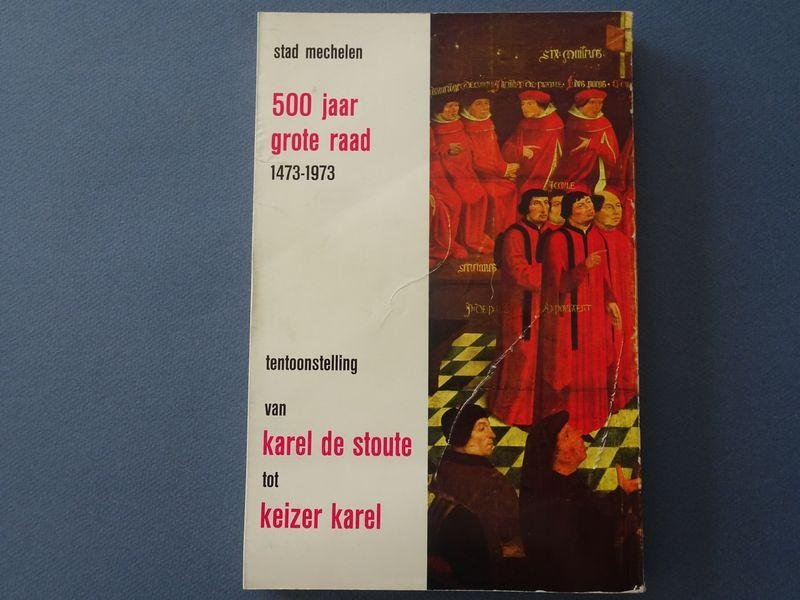 stad mechelen
500 jaar
grote raad
1473-1973
tentoonstelling
van
karel de stoute
tot
keizer karel